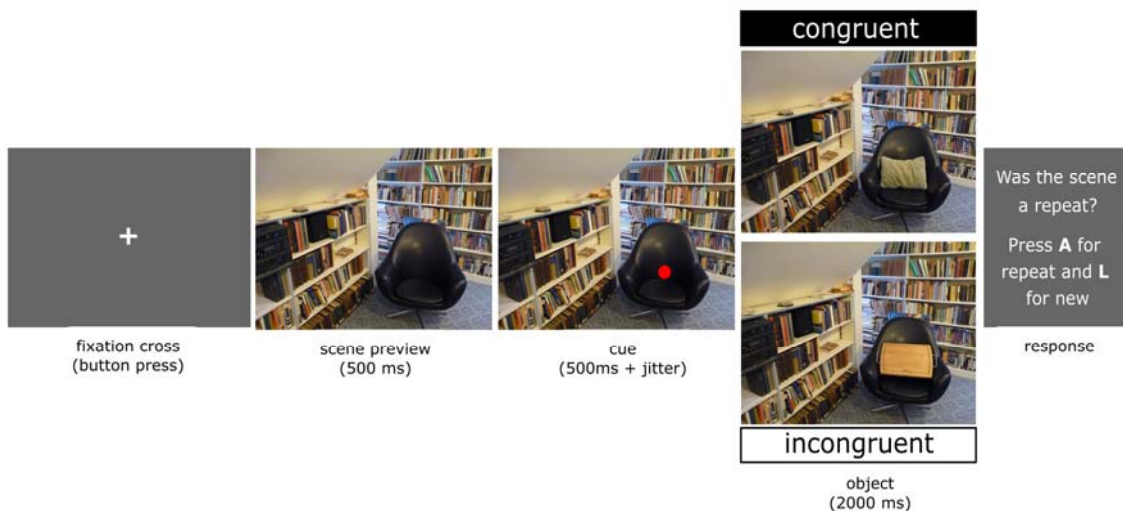 congruent
fixation cross
(button press)
scene preview
(500 ms)
cue
(500ms + jitter)
incongruent
object
(2000 ms)
Was the scene
a repeat?
Press A for
repeat and L
for new
response